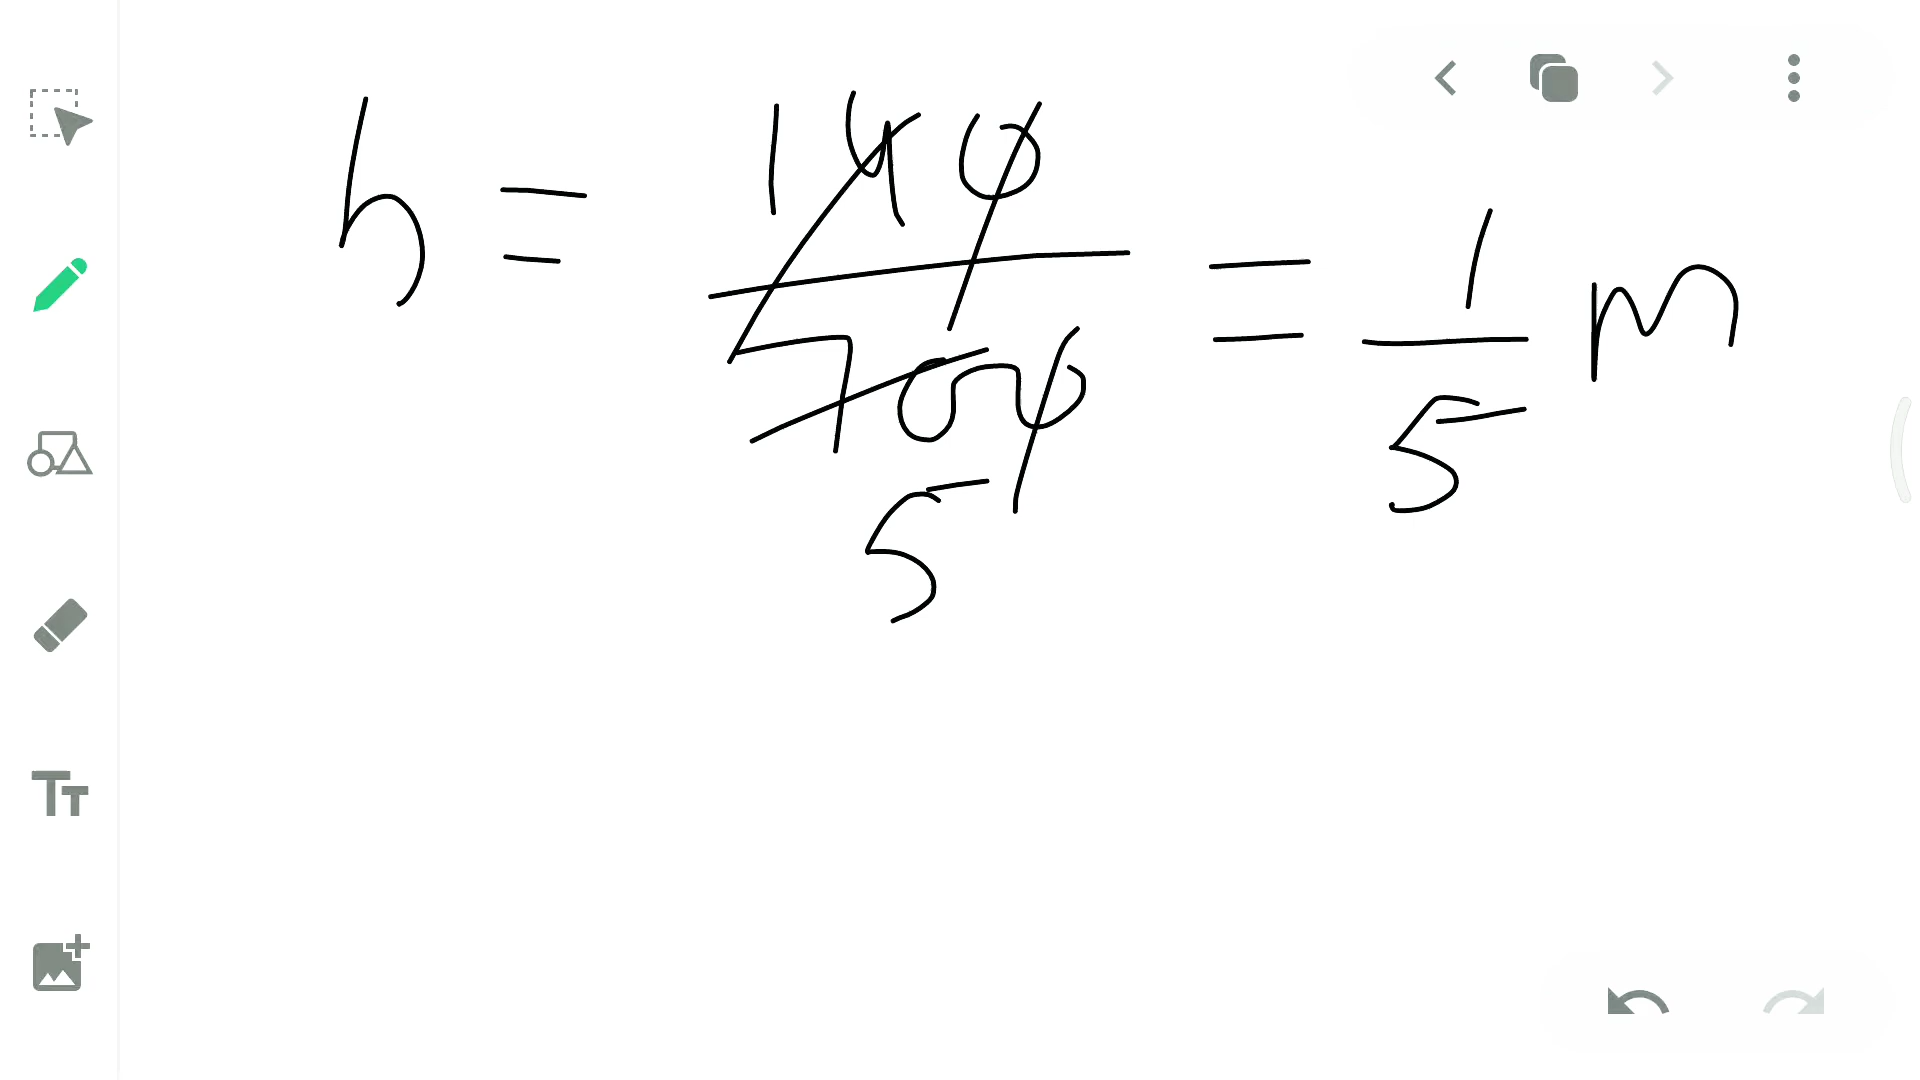 h = 140/700 = 1/5 m
5